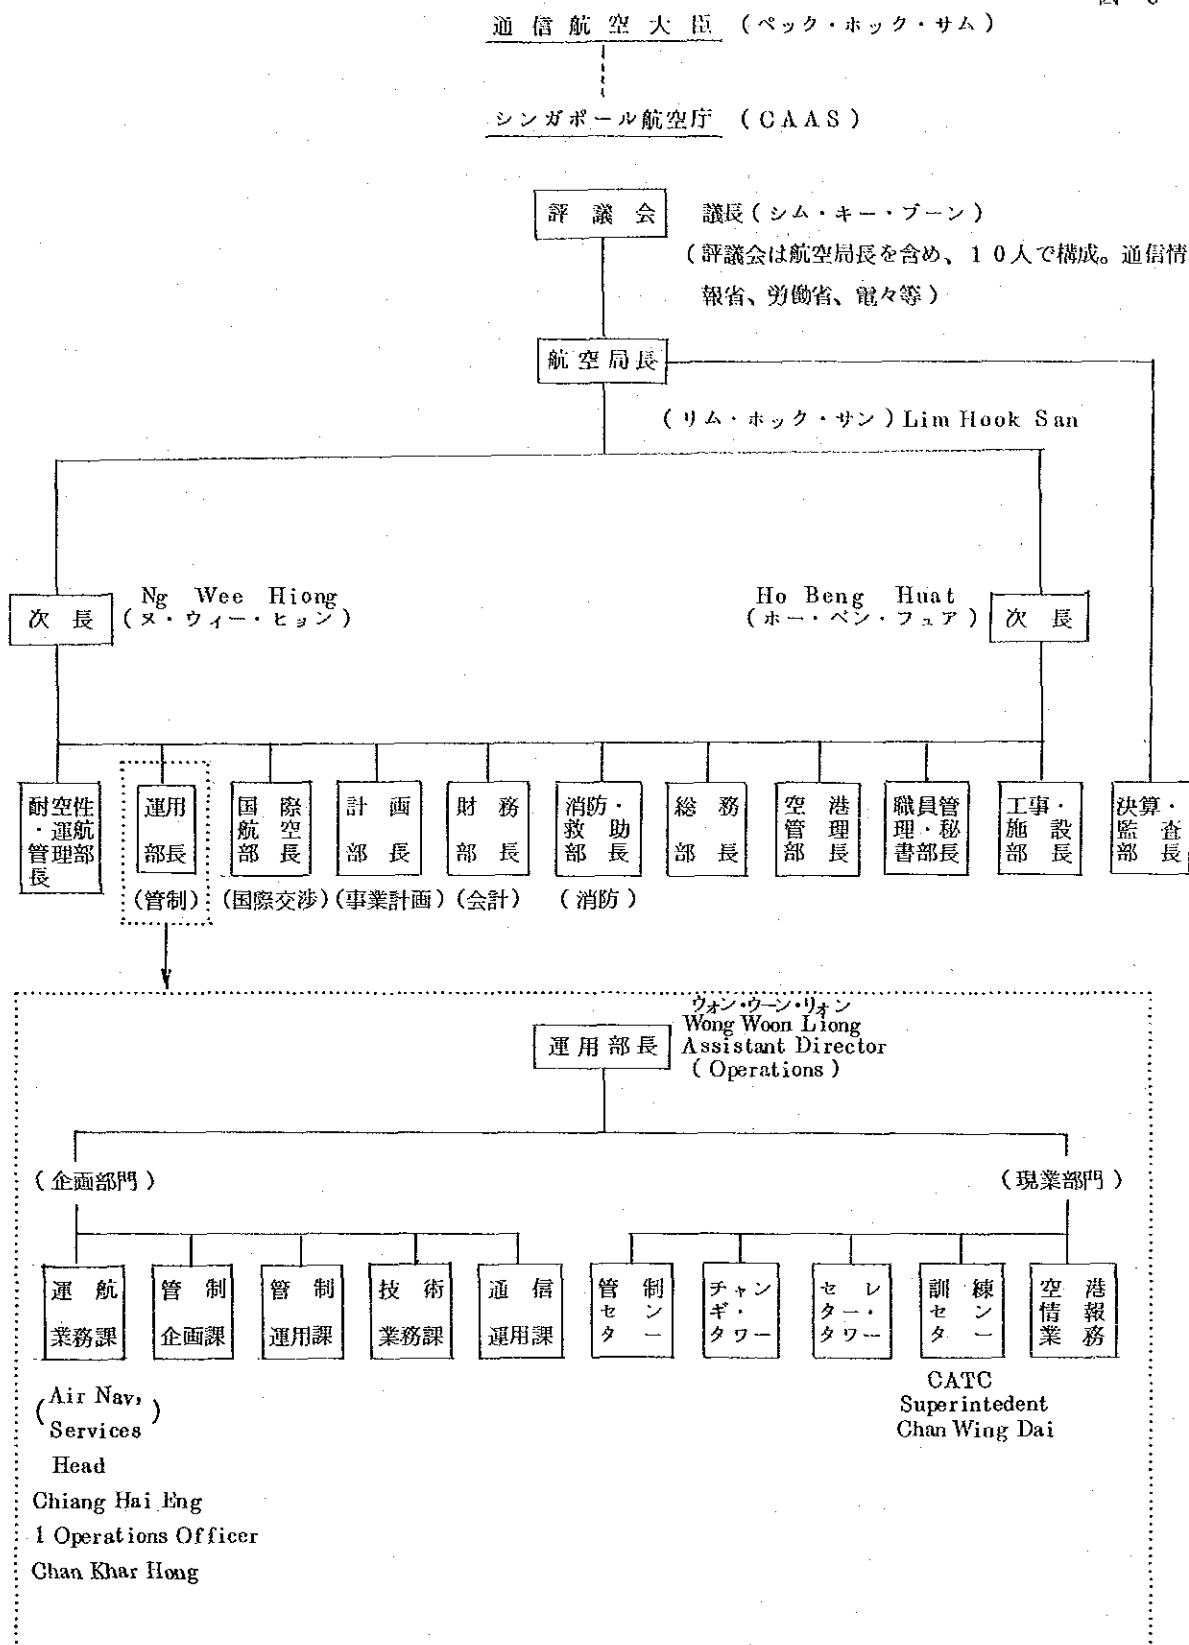 通信航空大臣 (ペック・ホック・サム)
シンガポール航空庁 (CAAS)
評議会 議長(シム・キー・ブーン)
(評議会は航空局長を含め、10人で構成。通信情
報省、労働省、電々等)
航空局長
(リム・ホック・サン) Lim Hook San
Ng Wee Hiong
次長 (ヌ・ウィー・ヒョン)
Ho Beng Huat
(ホー・ベン・フュア) 次長
耐空性・運航管理部長
運用部長
(管制)
国際航空部長
(国際交渉)
計画部長
(事業計画)
財務部長
(会計)
消防・救助部長
(消防)
総務部長
空港管理部長
職員管理・秘書部長
工事・施設部長
決算・監査部長
ウォン・ウーン・リォン
Wong Woon Liong
運用部長 Assistant Director
(Operations)
(企画部門)
(現業部門)
運航業務課
管制企画課
管制運用課
技術業務課
通信運用課
管制センター
チャンギ・タワー
セレター・タワー
訓練センター
空港情報業務
(Air Nav,
Services)
Head
Chiang Hai Eng
1 Operations Officer
Chan Khar Hong
CATC
Superintedent
Chan Wing Dai